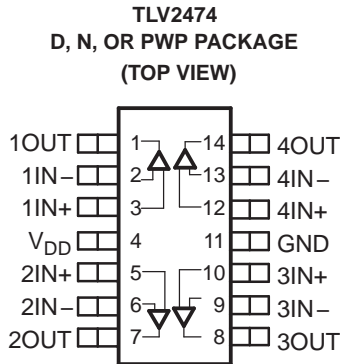 TLV2474
D, N, OR PWP PACKAGE
(TOP VIEW)
1OUT 1 14 4OUT
1IN− 2 13 4IN−
1IN+ 3 12 4IN+
VDD 4 11 GND
2IN+ 5 10 3IN+
2IN− 6 9 3IN−
2OUT 7 8 3OUT